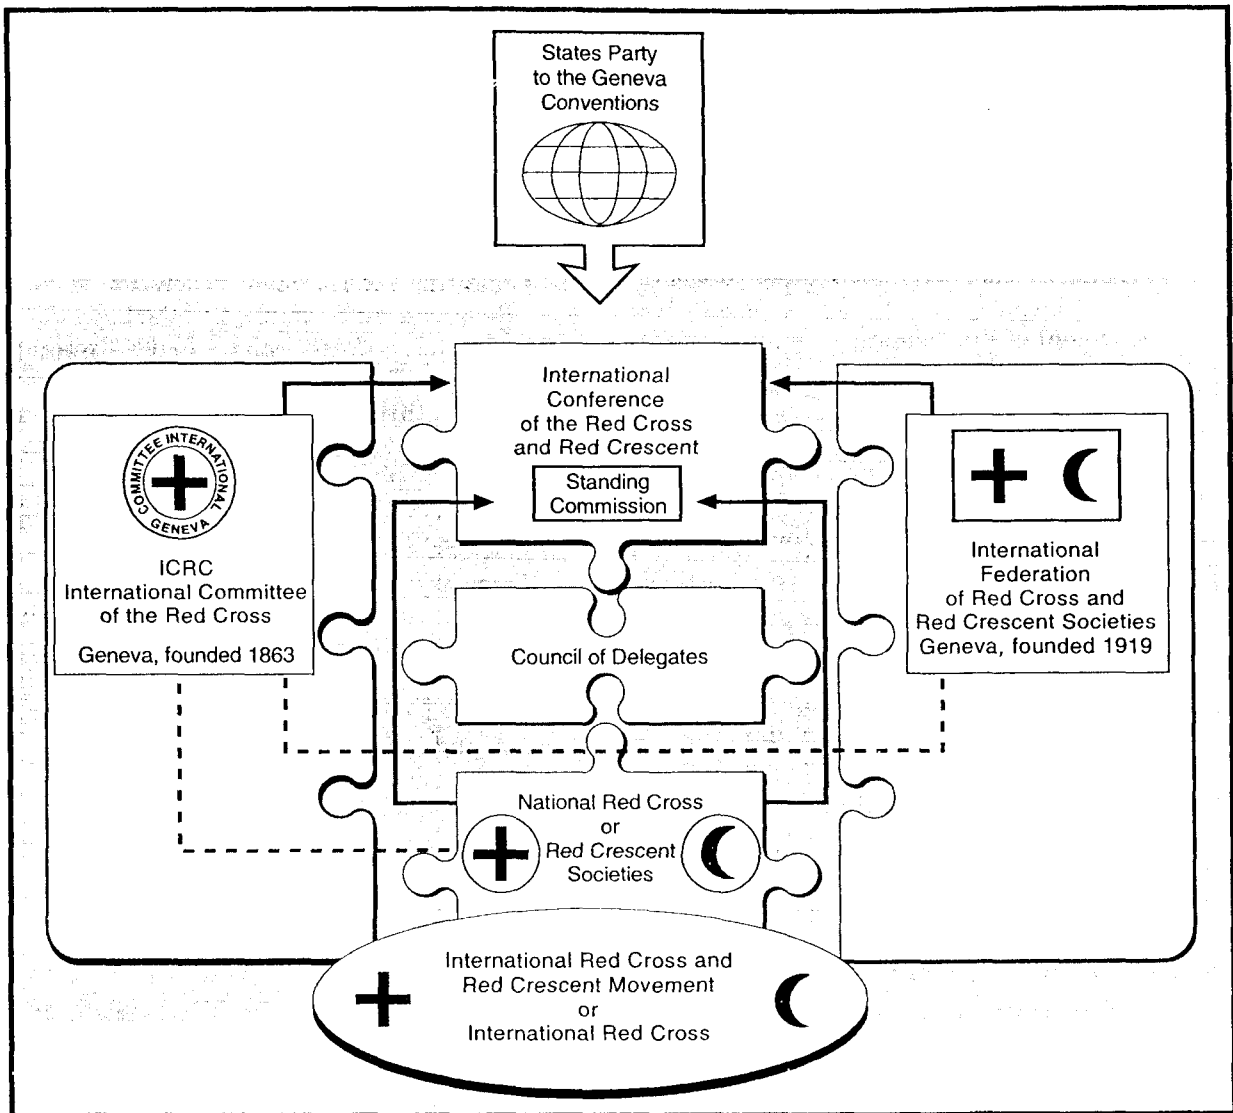 States Party
to the Geneva
Conventions
International
Conference
of the Red Cross
and Red Crescent
Standing
Commission
COMMITTEE INTERNATIONAL
GENEVA
ICRC
International Committee
of the Red Cross
Geneva, founded 1863
International
Federation
of Red Cross and
Red Crescent Societies
Geneva, founded 1919
Council of Delegates
National Red Cross
or
Red Crescent
Societies
International Red Cross and
Red Crescent Movement
or
International Red Cross